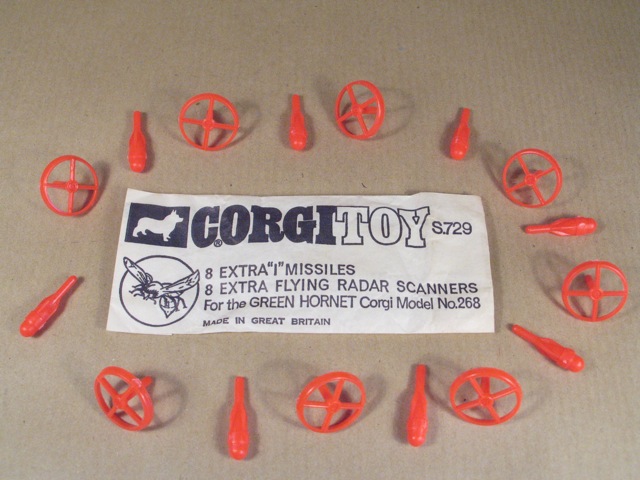 ® CORGI TOY S.729
8 EXTRA "I" MISSILES
8 EXTRA FLYING RADAR SCANNERS
For the GREEN HORNET Corgi Model No.268
MADE IN GREAT BRITAIN